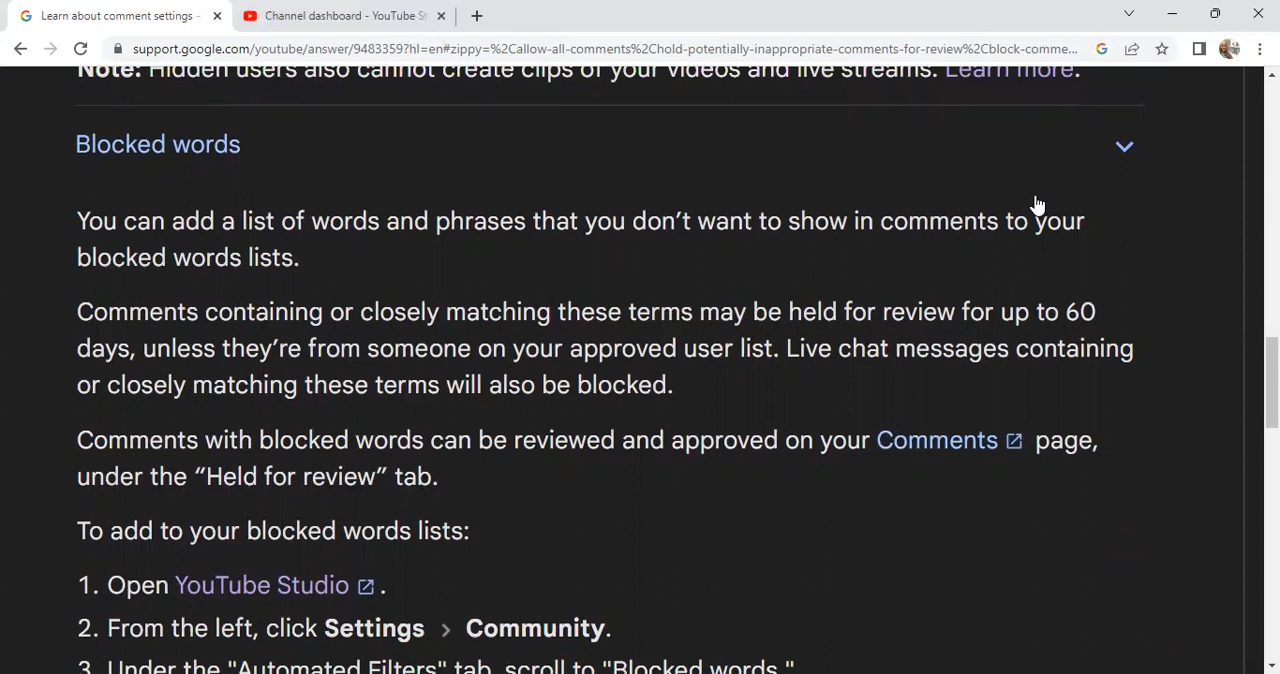 Learn about comment settings -
Channel dashboard - YouTube St
support.google.com/youtube/answer/9483359?hl=en#zippy=%2Callow-all-comments%2Chold-potentially-inappropriate-comments-for-review%2Cblock-comme...
Note: Hidden users also cannot create clips of your videos and live streams. Learn more.
Blocked words
You can add a list of words and phrases that you don’t want to show in comments to your
blocked words lists.
Comments containing or closely matching these terms may be held for review for up to 60
days, unless they’re from someone on your approved user list. Live chat messages containing
or closely matching these terms will also be blocked.
Comments with blocked words can be reviewed and approved on your Comments page,
under the “Held for review” tab.
To add to your blocked words lists:
1. Open YouTube Studio .
2. From the left, click Settings > Community.
3. Under the "Automated Filters" tab, scroll to "Blocked words."